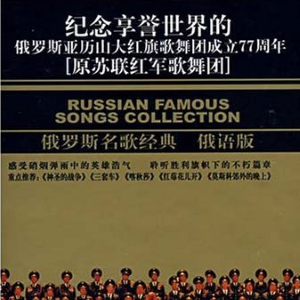 纪念享誉世界的
俄罗斯亚历山大红旗歌舞团成立77周年
[原苏联红军歌舞团]
RUSSIAN FAMOUS
SONGS COLLECTION
俄罗斯名歌经典 俄语版
感受硝烟弹雨中的英雄浩气 聆听胜利旗帜下的不朽篇章
重点推荐:《神圣的战争》《三套车》《喀秋莎》《红莓花儿开》《莫斯科郊外的晚上》